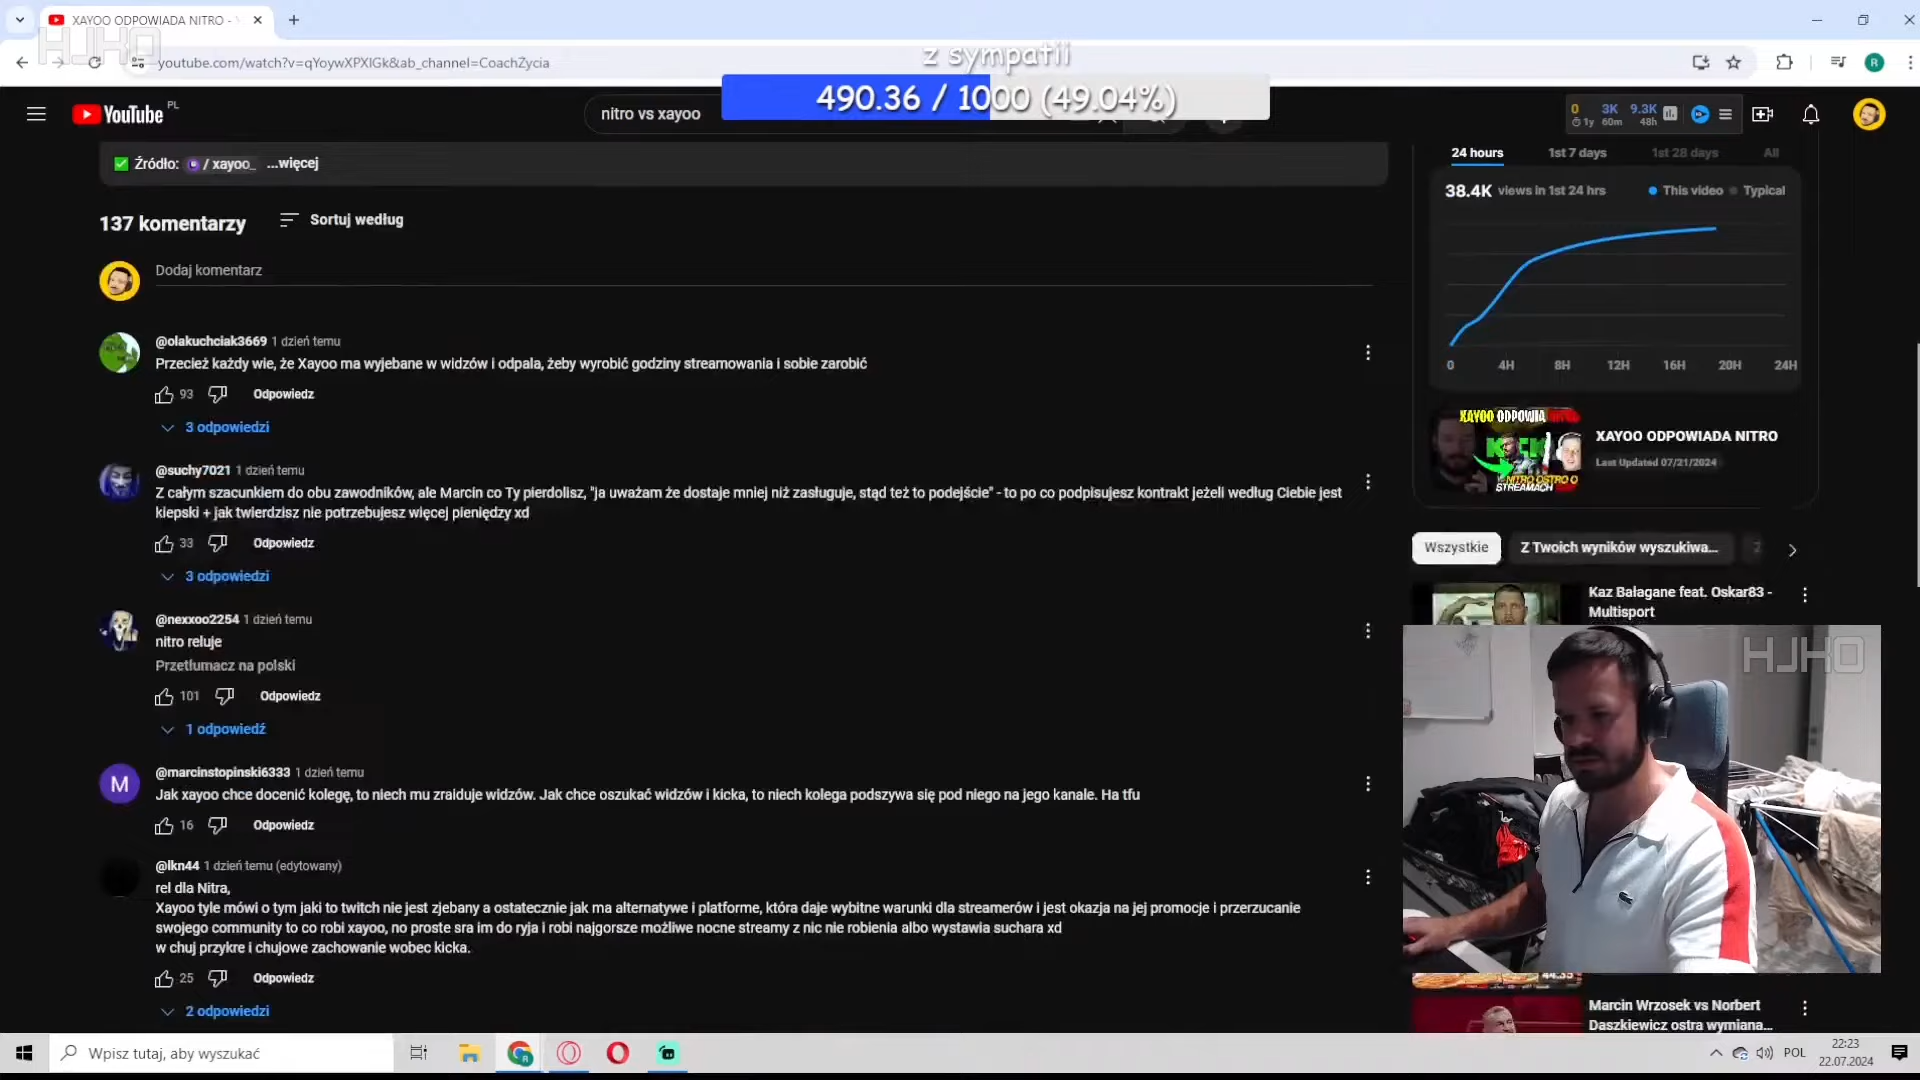 XAYOO ODPOWIADA NITRO -
HJHO
youtube.com/watch?v=qYoywXPXlGk&ab_channel=CoachŻycia
R
z sympatii
490.36 / 1000 (49.04%)
YouTube PL
nitro vs xayoo
0 3K 9.3K
1y 60m 48h
Źródło: / xayoo_ ...więcej
24 hours 1st 7 days 1st 28 days All
38.4K views in 1st 24 hrs This video Typical
0 4H 8H 12H 16H 20H 24H
XAYOO ODPOWIA
KICK
NITRO OSTRO O
STREAMACH
XAYOO ODPOWIADA NITRO
Last Updated 07/21/2024
137 komentarzy Sortuj według
Dodaj komentarz
@olakuchciak3669 1 dzień temu
Przecież każdy wie, że Xayoo ma wyjebane w widzów i odpala, żeby wyrobić godziny streamowania i sobie zarobić
93 Odpowiedz
3 odpowiedzi
@suchy7021 1 dzień temu
Z całym szacunkiem do obu zawodników, ale Marcin co Ty pierdolisz, "ja uważam że dostaje mniej niż zasługuje, stąd też to podejście" - to po co podpisujesz kontrakt jeżeli według Ciebie jest
kiepski + jak twierdzisz nie potrzebujesz więcej pieniędzy xd
33 Odpowiedz
3 odpowiedzi
@nexxoo2254 1 dzień temu
nitro reluje
Przetłumacz na polski
101 Odpowiedz
1 odpowiedź
M
@marcinstopinski6333 1 dzień temu
Jak xayoo chce docenić kolegę, to niech mu zraiduje widzów. Jak chce oszukać widzów i kicka, to niech kolega podszywa się pod niego na jego kanale. Ha tfu
16 Odpowiedz
@lkn44 1 dzień temu (edytowany)
rel dla Nitra,
Xayoo tyle mówi o tym jaki to twitch nie jest zjebany a ostatecznie jak ma alternatywe i platforme, która daje wybitne warunki dla streamerów i jest okazja na jej promocje i przerzucanie
swojego community to co robi xayoo, no proste sra im do ryja i robi najgorsze możliwe nocne streamy z nic nie robienia albo wystawia suchara xd
w chuj przykre i chujowe zachowanie wobec kicka.
25 Odpowiedz
2 odpowiedzi
Wszystkie Z Twoich wyników wyszukiwa...
Kaz Bałagane feat. Oskar83 -
Multisport
HJHO
44:35
Marcin Wrzosek vs Norbert
Daszkiewicz ostra wymiana...
Wpisz tutaj, aby wyszukać
POL
22:23
22.07.2024